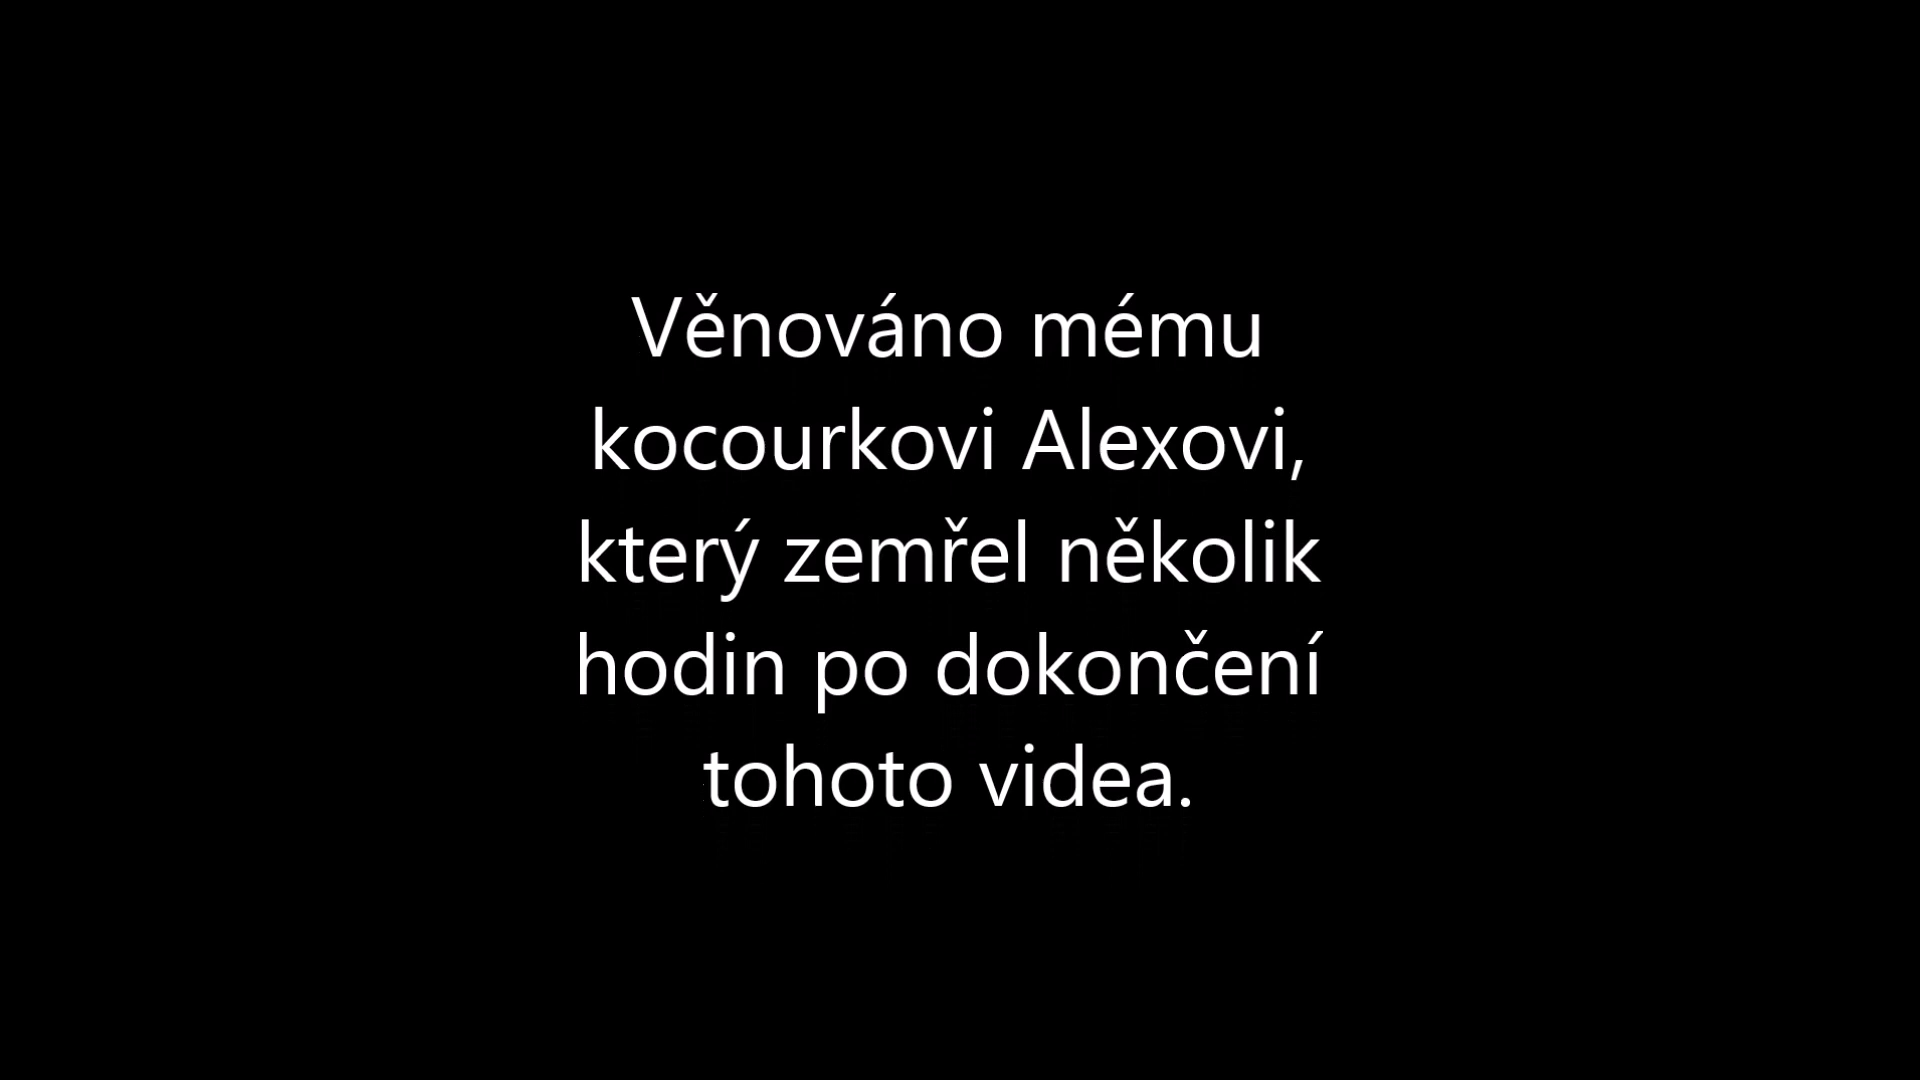 Věnováno mému
kocourkovi Alexovi,
který zemřel několik
hodin po dokončení
tohoto videa.